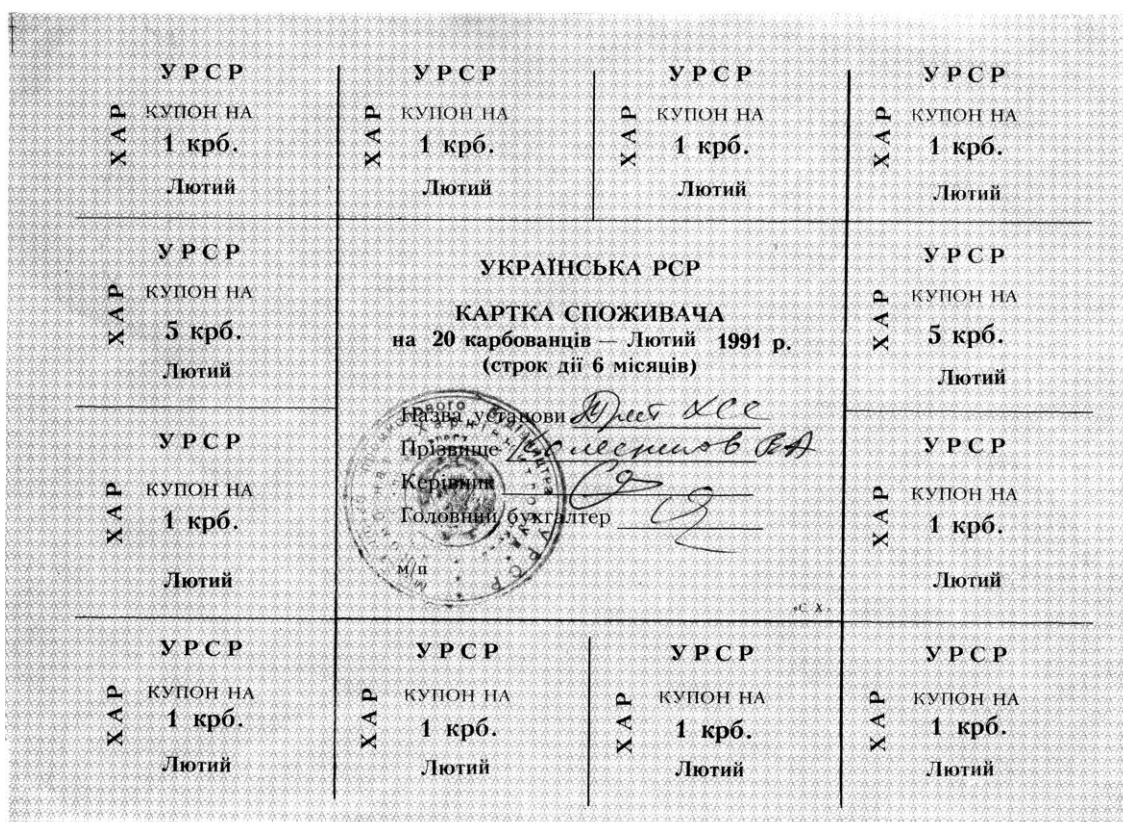 УРСР
ХАР
КУПОН НА
1 крб.
Лютий
УРСР
ХАР
КУПОН НА
1 крб.
Лютий
УРСР
ХАР
КУПОН НА
1 крб.
Лютий
УРСР
ХАР
КУПОН НА
1 крб.
Лютий
УРСР
ХАР
КУПОН НА
5 крб.
Лютий
УКРАЇНСЬКА РСР
КАРТКА СПОЖИВАЧА
на 20 карбованців — Лютий 1991 р.
(строк дії 6 місяців)
Назва установи
Прізвище
Керівник
Головний бухгалтер
м/п
«С. Х.»
УРСР
ХАР
КУПОН НА
5 крб.
Лютий
УРСР
ХАР
КУПОН НА
1 крб.
Лютий
УРСР
ХАР
КУПОН НА
1 крб.
Лютий
УРСР
ХАР
КУПОН НА
1 крб.
Лютий
УРСР
ХАР
КУПОН НА
1 крб.
Лютий
УРСР
ХАР
КУПОН НА
1 крб.
Лютий
УРСР
ХАР
КУПОН НА
1 крб.
Лютий